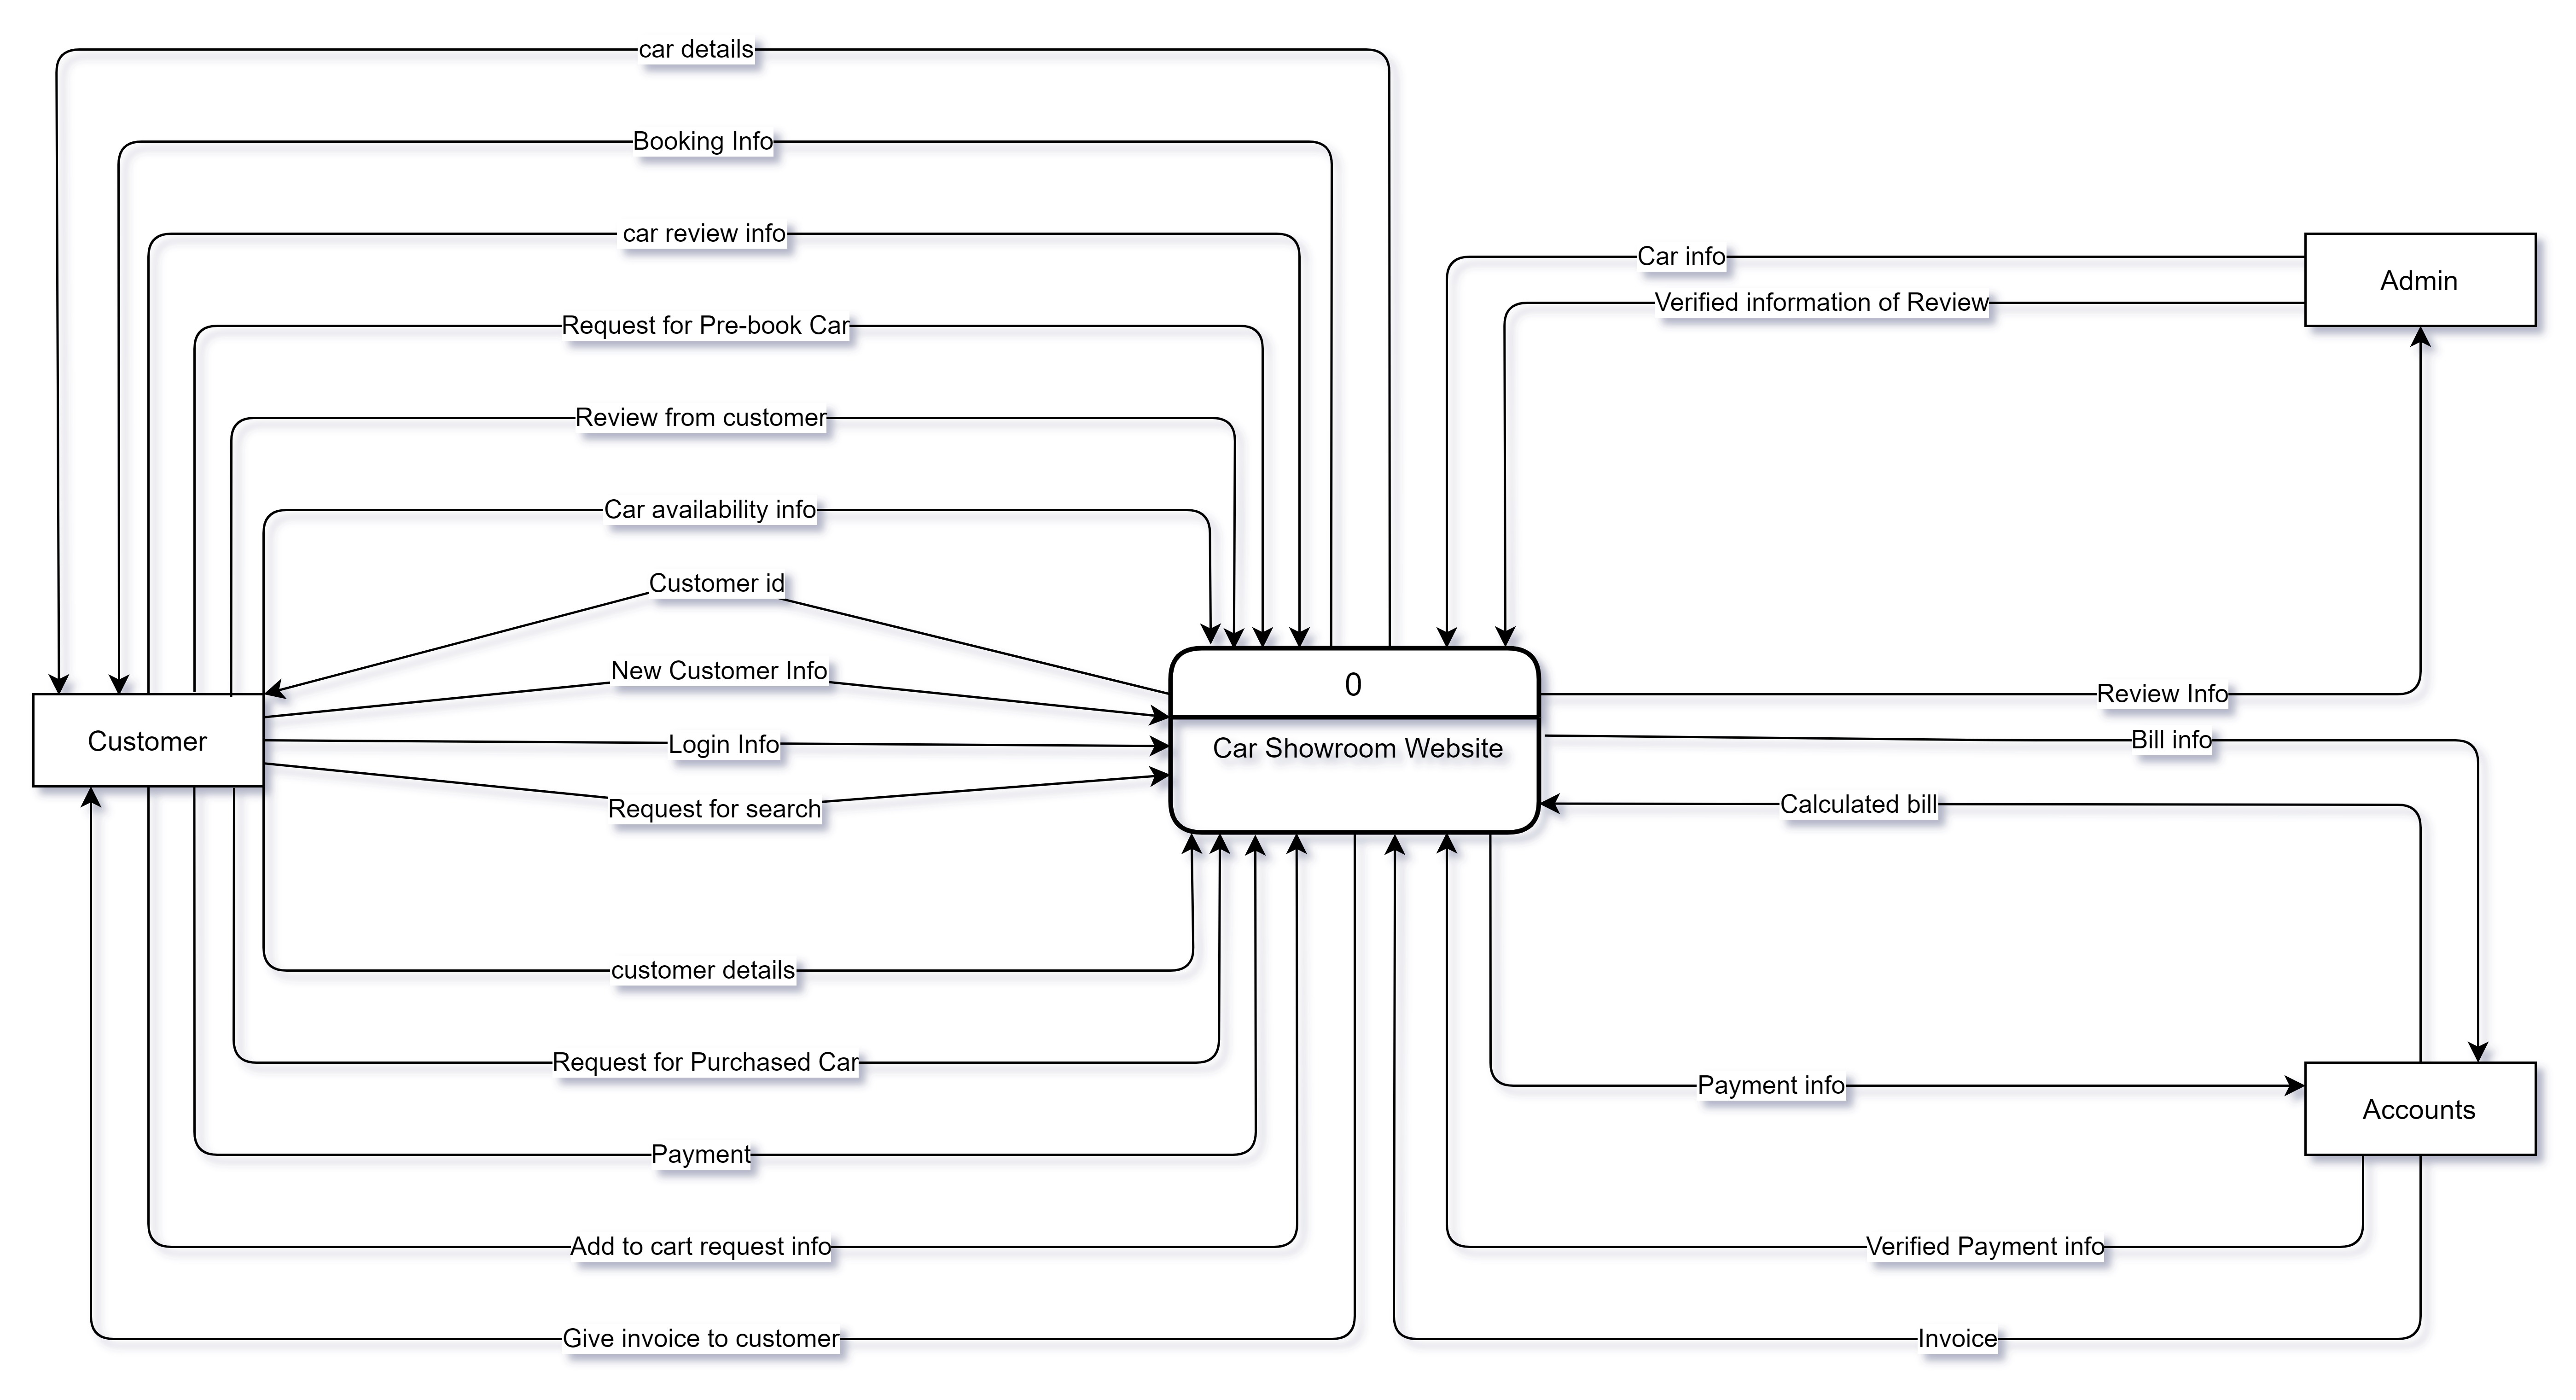 car details
Booking Info
car review info
Car info
Admin
Verified information of Review
Request for Pre-book Car
Review from customer
Car availability info
Customer id
New Customer Info
0
Review Info
Customer
Login Info
Car Showroom Website
Bill info
Request for search
Calculated bill
customer details
Request for Purchased Car
Payment info
Accounts
Payment
Add to cart request info
Verified Payment info
Give invoice to customer
Invoice